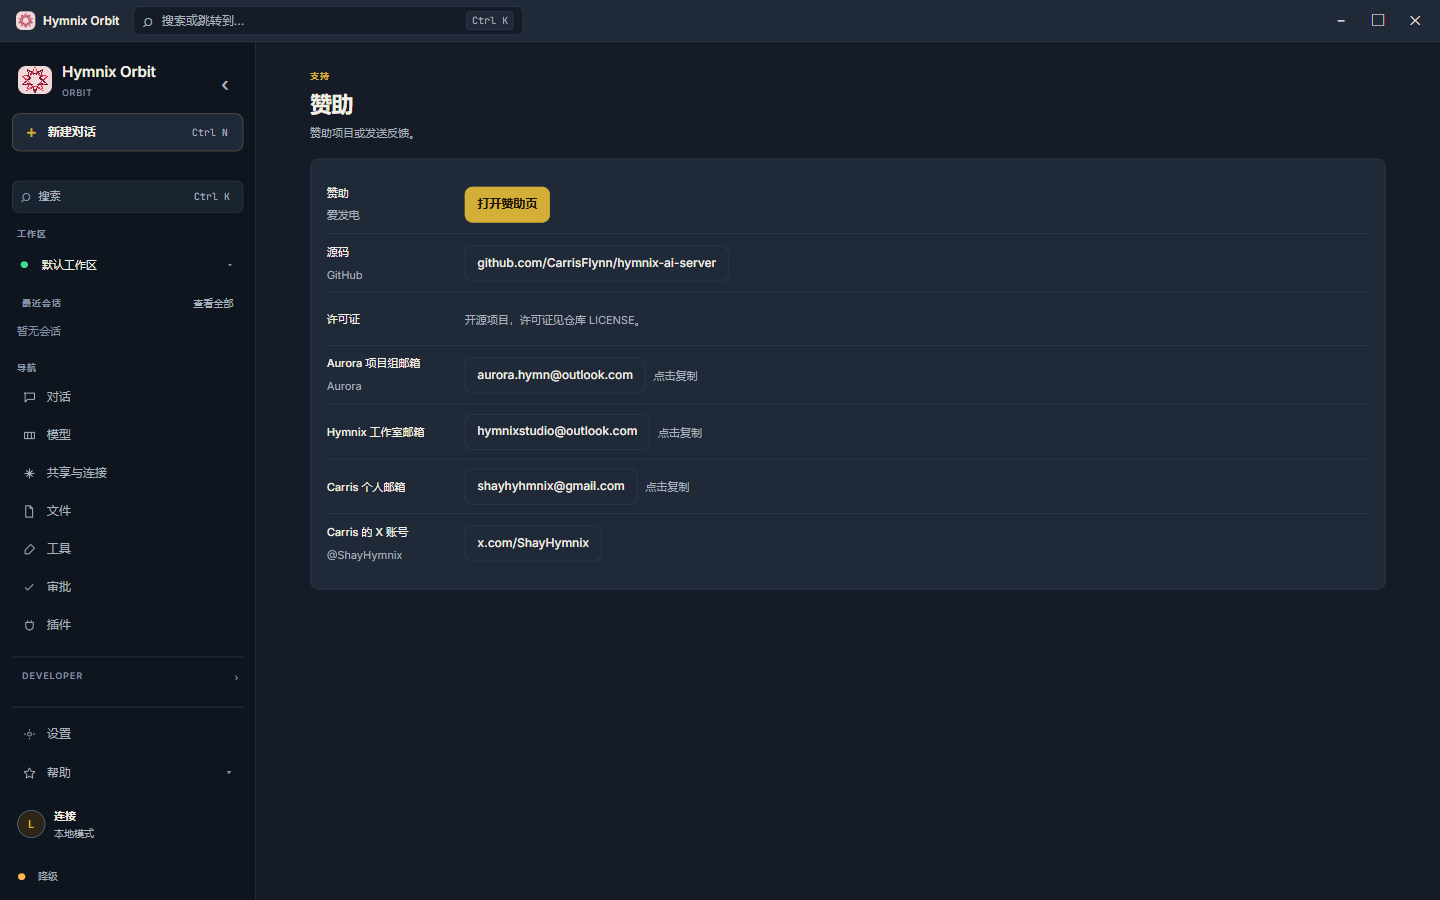 Hymnix Orbit
搜索或跳转到...
Ctrl K
Hymnix Orbit
ORBIT
+ 新建对话
Ctrl N
搜索
Ctrl K
工作区
默认工作区
最近会话
查看全部
暂无会话
导航
对话
模型
共享与连接
文件
工具
审批
插件
DEVELOPER
设置
帮助
L
连接
本地模式
降级
支持
赞助
赞助项目或发送反馈。
赞助
爱发电
打开赞助页
源码
GitHub
github.com/CarrisFlynn/hymnix-ai-server
许可证
开源项目，许可证见仓库 LICENSE。
Aurora 项目组邮箱
Aurora
aurora.hymn@outlook.com
点击复制
Hymnix 工作室邮箱
hymnixstudio@outlook.com
点击复制
Carris 个人邮箱
shayhyhmnix@gmail.com
点击复制
Carris 的 X 账号
@ShayHymnix
x.com/ShayHymnix